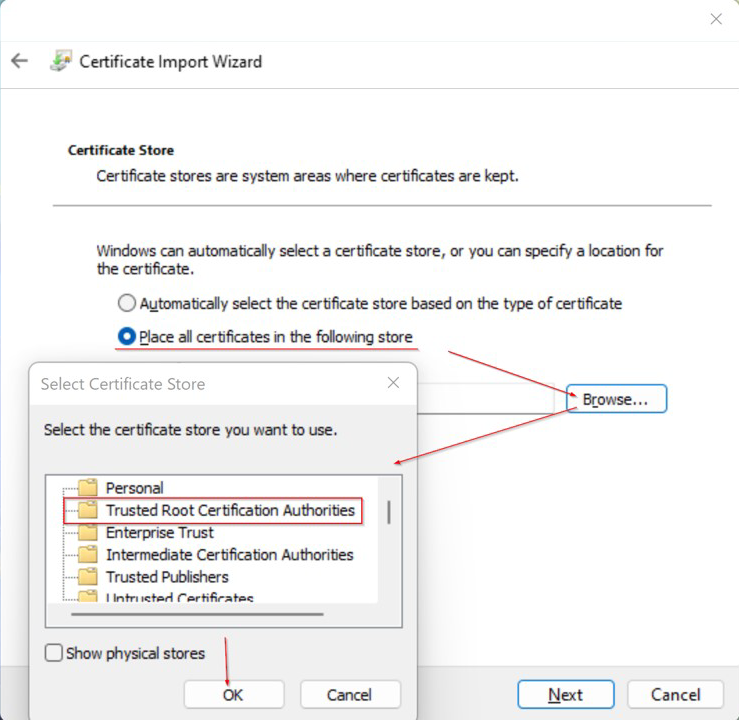 Certificate Import Wizard
Certificate Store
Certificate stores are system areas where certificates are kept.
Windows can automatically select a certificate store, or you can specify a location for
the certificate.
Automatically select the certificate store based on the type of certificate
Place all certificates in the following store
Browse...
Select Certificate Store
Select the certificate store you want to use.
Personal
Trusted Root Certification Authorities
Enterprise Trust
Intermediate Certification Authorities
Trusted Publishers
Untrusted Certificates
Show physical stores
OK
Cancel
Next
Cancel